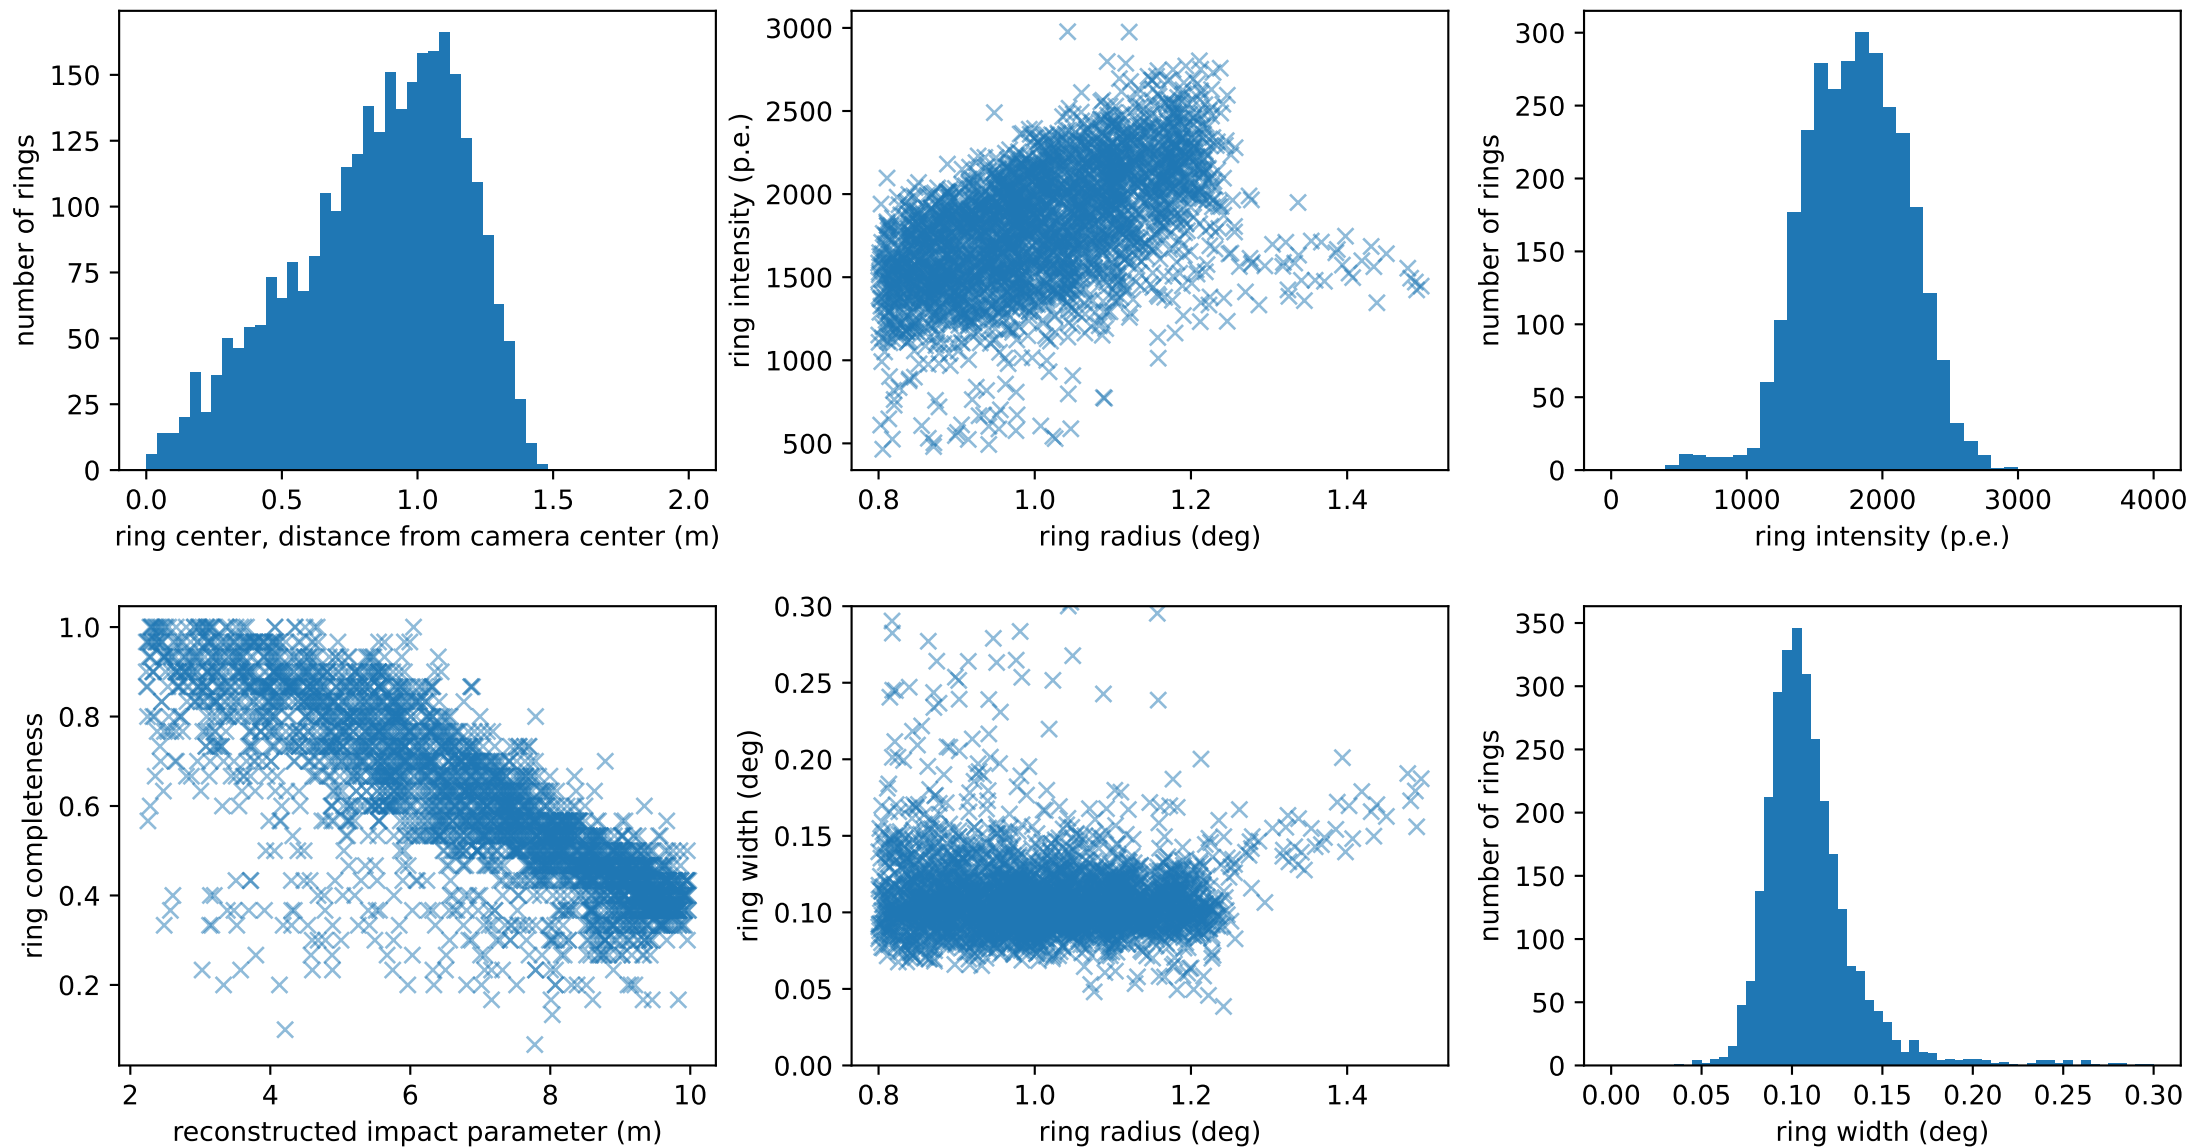 150
125
100
75
50
25
0
number of rings
0.0 0.5 1.0 1.5 2.0
ring center, distance from camera center (m)
3000
2500
2000
1500
1000
500
ring intensity (p.e.)
0.8 1.0 1.2 1.4
ring radius (deg)
300
250
200
150
100
50
0
number of rings
0 1000 2000 3000 4000
ring intensity (p.e.)
1.0
0.8
0.6
0.4
0.2
ring completeness
2 4 6 8 10
reconstructed impact parameter (m)
0.30
0.25
0.20
0.15
0.10
0.05
0.00
ring width (deg)
0.8 1.0 1.2 1.4
ring radius (deg)
350
300
250
200
150
100
50
0
number of rings
0.00 0.05 0.10 0.15 0.20 0.25 0.30
ring width (deg)